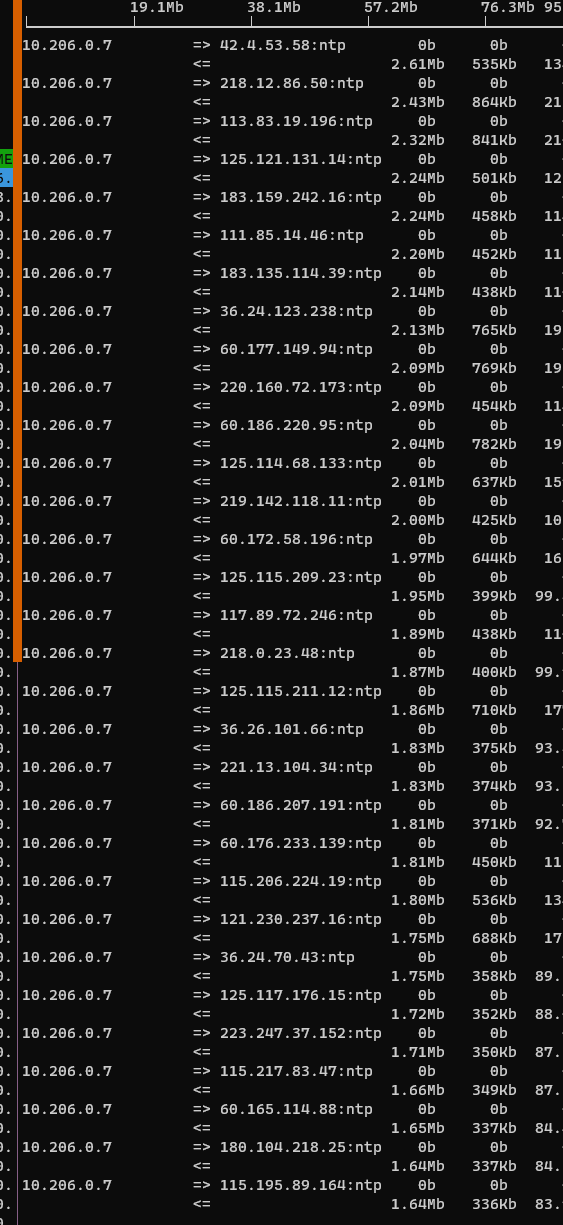 19.1Mb 38.1Mb 57.2Mb 76.3Mb 95
10.206.0.7 => 42.4.53.58:ntp 0b 0b
<= 2.61Mb 535Kb 13
10.206.0.7 => 218.12.86.50:ntp 0b 0b
<= 2.43Mb 864Kb 21
10.206.0.7 => 113.83.19.196:ntp 0b 0b
<= 2.32Mb 841Kb 21
ME 10.206.0.7 => 125.121.131.14:ntp 0b 0b
<= 2.24Mb 501Kb 12
10.206.0.7 => 183.159.242.16:ntp 0b 0b
<= 2.24Mb 458Kb 11
10.206.0.7 => 111.85.14.46:ntp 0b 0b
<= 2.20Mb 452Kb 11
10.206.0.7 => 183.135.114.39:ntp 0b 0b
<= 2.14Mb 438Kb 11
10.206.0.7 => 36.24.123.238:ntp 0b 0b
<= 2.13Mb 765Kb 19
10.206.0.7 => 60.177.149.94:ntp 0b 0b
<= 2.09Mb 769Kb 19
10.206.0.7 => 220.160.72.173:ntp 0b 0b
<= 2.09Mb 454Kb 11
10.206.0.7 => 60.186.220.95:ntp 0b 0b
<= 2.04Mb 782Kb 19
10.206.0.7 => 125.114.68.133:ntp 0b 0b
<= 2.01Mb 637Kb 15
10.206.0.7 => 219.142.118.11:ntp 0b 0b
<= 2.00Mb 425Kb 10
10.206.0.7 => 60.172.58.196:ntp 0b 0b
<= 1.97Mb 644Kb 16
10.206.0.7 => 125.115.209.23:ntp 0b 0b
<= 1.95Mb 399Kb 99.
10.206.0.7 => 117.89.72.246:ntp 0b 0b
<= 1.89Mb 438Kb 11
10.206.0.7 => 218.0.23.48:ntp 0b 0b
<= 1.87Mb 400Kb 99.
10.206.0.7 => 125.115.211.12:ntp 0b 0b
<= 1.86Mb 710Kb 17
10.206.0.7 => 36.26.101.66:ntp 0b 0b
<= 1.83Mb 375Kb 93.
10.206.0.7 => 221.13.104.34:ntp 0b 0b
<= 1.83Mb 374Kb 93.
10.206.0.7 => 60.186.207.191:ntp 0b 0b
<= 1.81Mb 371Kb 92.
10.206.0.7 => 60.176.233.139:ntp 0b 0b
<= 1.81Mb 450Kb 11
10.206.0.7 => 115.206.224.19:ntp 0b 0b
<= 1.80Mb 536Kb 13
10.206.0.7 => 121.230.237.16:ntp 0b 0b
<= 1.75Mb 688Kb 17
10.206.0.7 => 36.24.70.43:ntp 0b 0b
<= 1.75Mb 358Kb 89.
10.206.0.7 => 125.117.176.15:ntp 0b 0b
<= 1.72Mb 352Kb 88.
10.206.0.7 => 223.247.37.152:ntp 0b 0b
<= 1.71Mb 350Kb 87.
10.206.0.7 => 115.217.83.47:ntp 0b 0b
<= 1.66Mb 349Kb 87.
10.206.0.7 => 60.165.114.88:ntp 0b 0b
<= 1.65Mb 337Kb 84.
10.206.0.7 => 180.104.218.25:ntp 0b 0b
<= 1.64Mb 337Kb 84.
10.206.0.7 => 115.195.89.164:ntp 0b 0b
<= 1.64Mb 336Kb 83.